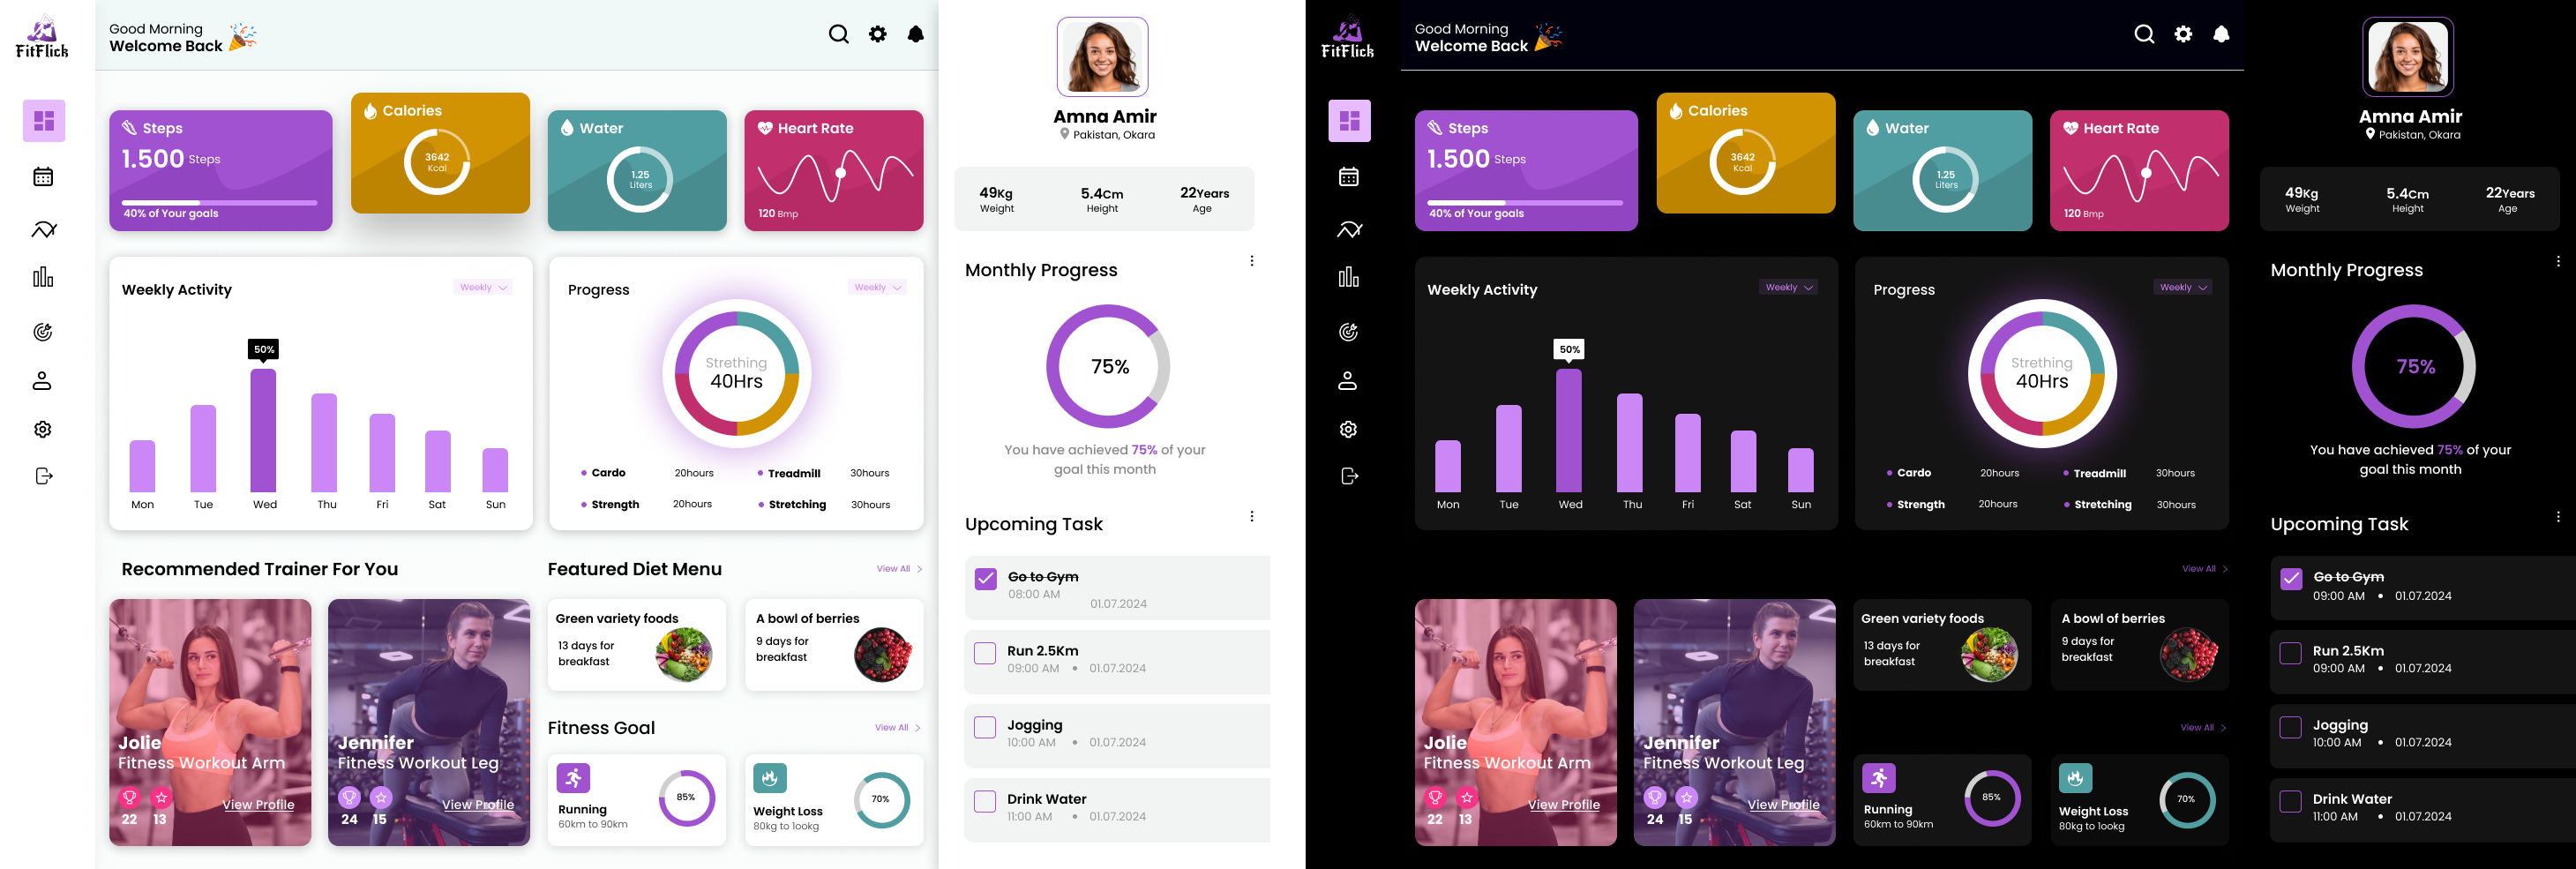 FitFlick
Good Morning
Welcome Back
Steps
1.500 Steps
40% of Your goals
Calories
3642
Kcal
Water
1.25
Liters
Heart Rate
120 Bmp
Weekly Activity
Weekly
50%
Mon Tue Wed Thu Fri Sat Sun
Progress
Weekly
Strething
40Hrs
Cardo 20hours Treadmill 30hours
Strength 20hours Stretching 30hours
Recommended Trainer For You
Jolie
Fitness Workout Arm
22 13
View Profile
Jennifer
Fitness Workout Leg
24 15
View Profile
Featured Diet Menu
View All
Green variety foods
13 days for
breakfast
A bowl of berries
9 days for
breakfast
Fitness Goal
View All
Running
60km to 90km
85%
Weight Loss
80kg to 1ookg
70%
Amna Amir
Pakistan, Okara
49Kg 5.4Cm 22Years
Weight Height Age
Monthly Progress
75%
You have achieved 75% of your
goal this month
Upcoming Task
Go to Gym
08:00 AM
01.07.2024
Run 2.5Km
09:00 AM • 01.07.2024
Jogging
10:00 AM • 01.07.2024
Drink Water
11:00 AM • 01.07.2024
FitFlick
Good Morning
Welcome Back
Steps
1.500 Steps
40% of Your goals
Calories
3642
Kcal
Water
1.25
Liters
Heart Rate
120 Bmp
Weekly Activity
Weekly
50%
Mon Tue Wed Thu Fri Sat Sun
Progress
Weekly
Strething
40Hrs
Cardo 20hours Treadmill 30hours
Strength 20hours Stretching 30hours
Jolie
Fitness Workout Arm
22 13
View Profile
Jennifer
Fitness Workout Leg
24 15
View Profile
View All
Green variety foods
13 days for
breakfast
A bowl of berries
9 days for
breakfast
View All
Running
60km to 90km
85%
Weight Loss
80kg to 1ookg
70%
Amna Amir
Pakistan, Okara
49Kg 5.4Cm 22Years
Weight Height Age
Monthly Progress
75%
You have achieved 75% of your
goal this month
Upcoming Task
Go to Gym
09:00 AM • 01.07.2024
Run 2.5Km
09:00 AM • 01.07.2024
Jogging
10:00 AM • 01.07.2024
Drink Water
11:00 AM • 01.07.2024